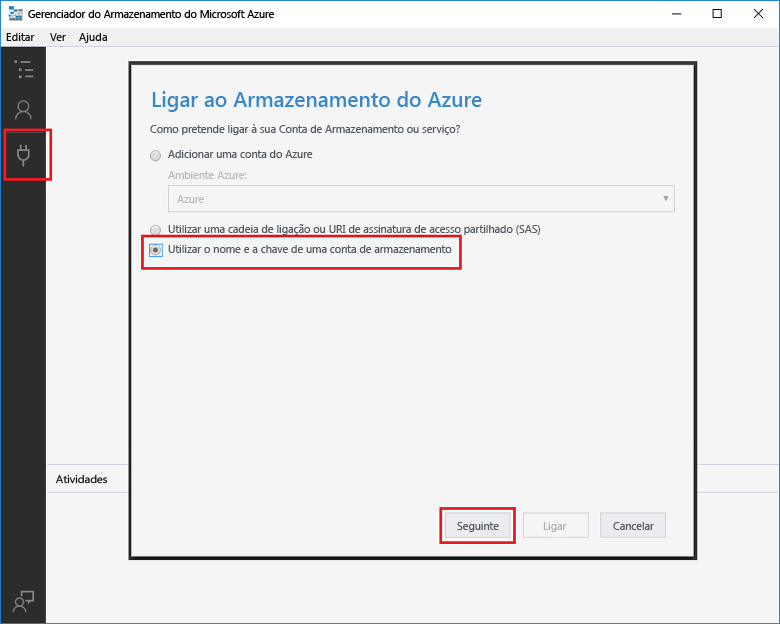 Gerenciador do Armazenamento do Microsoft Azure
Editar Ver Ajuda
Ligar ao Armazenamento do Azure
Como pretende ligar à sua Conta de Armazenamento ou serviço?
Adicionar uma conta do Azure
Ambiente Azure:
Azure
Utilizar uma cadeia de ligação ou URI de assinatura de acesso partilhado (SAS)
Utilizar o nome e a chave de uma conta de armazenamento
Atividades
Seguinte Ligar Cancelar